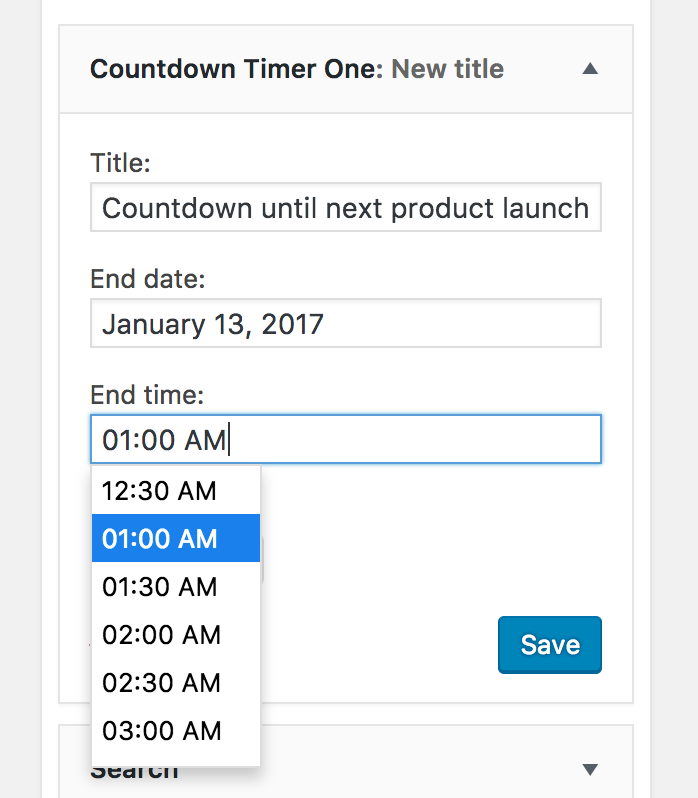 Countdown Timer One: New title
Title:
Countdown until next product launch
End date:
January 13, 2017
End time:
01:00 AM
12:30 AM
01:00 AM
01:30 AM
02:00 AM
02:30 AM
03:00 AM
Save
Search